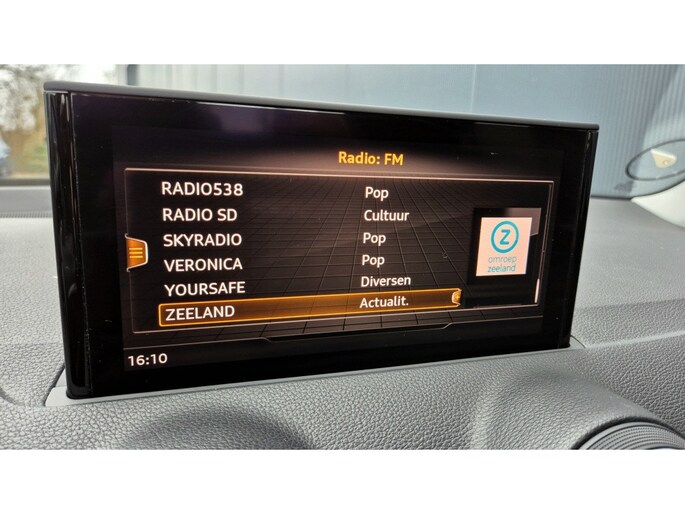 Radio: FM
RADIO538 Pop
RADIO SD Cultuur
SKYRADIO Pop
VERONICA Pop
YOURSAFE Diversen
ZEELAND Actualit.
Z
omroep
zeeland
16:10